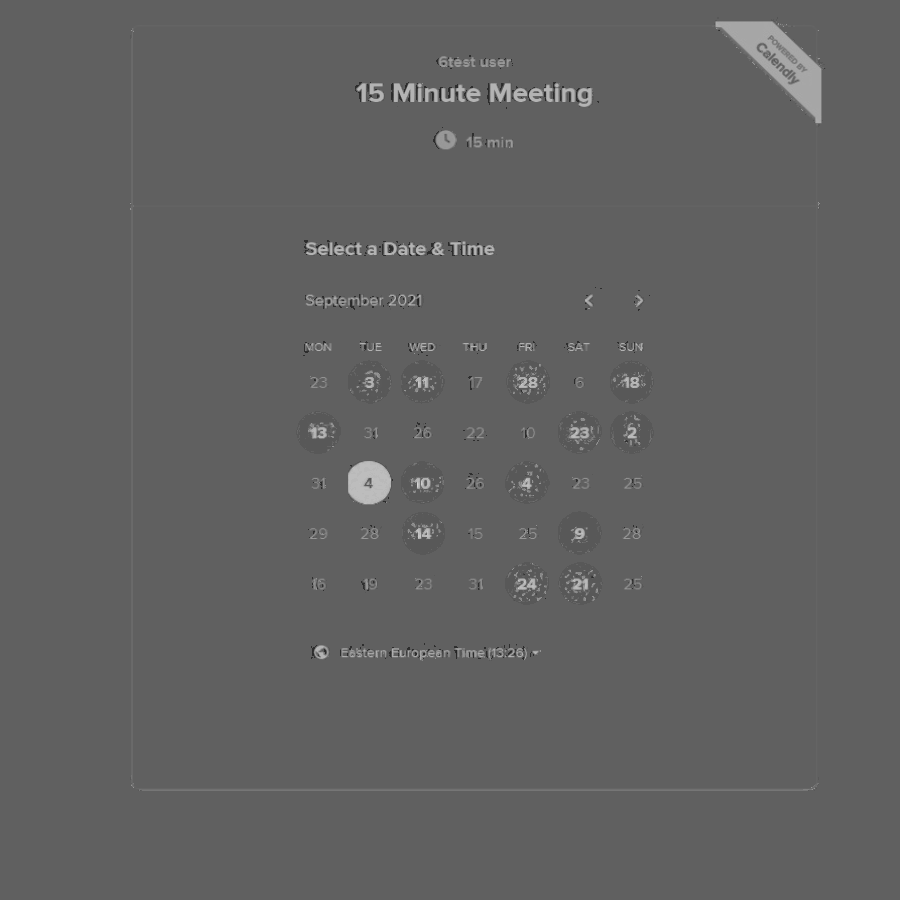 POWERED BY
Calendly
6test user
15 Minute Meeting
15 min
Select a Date & Time
September 2021
MON TUE WED THU FRI SAT SUN
23 3 11 17 28 6 18
13 31 26 22 10 23 2
31 4 10 26 4 23 25
29 28 14 15 25 9 28
16 19 23 31 24 21 25
Eastern European Time (13:26)